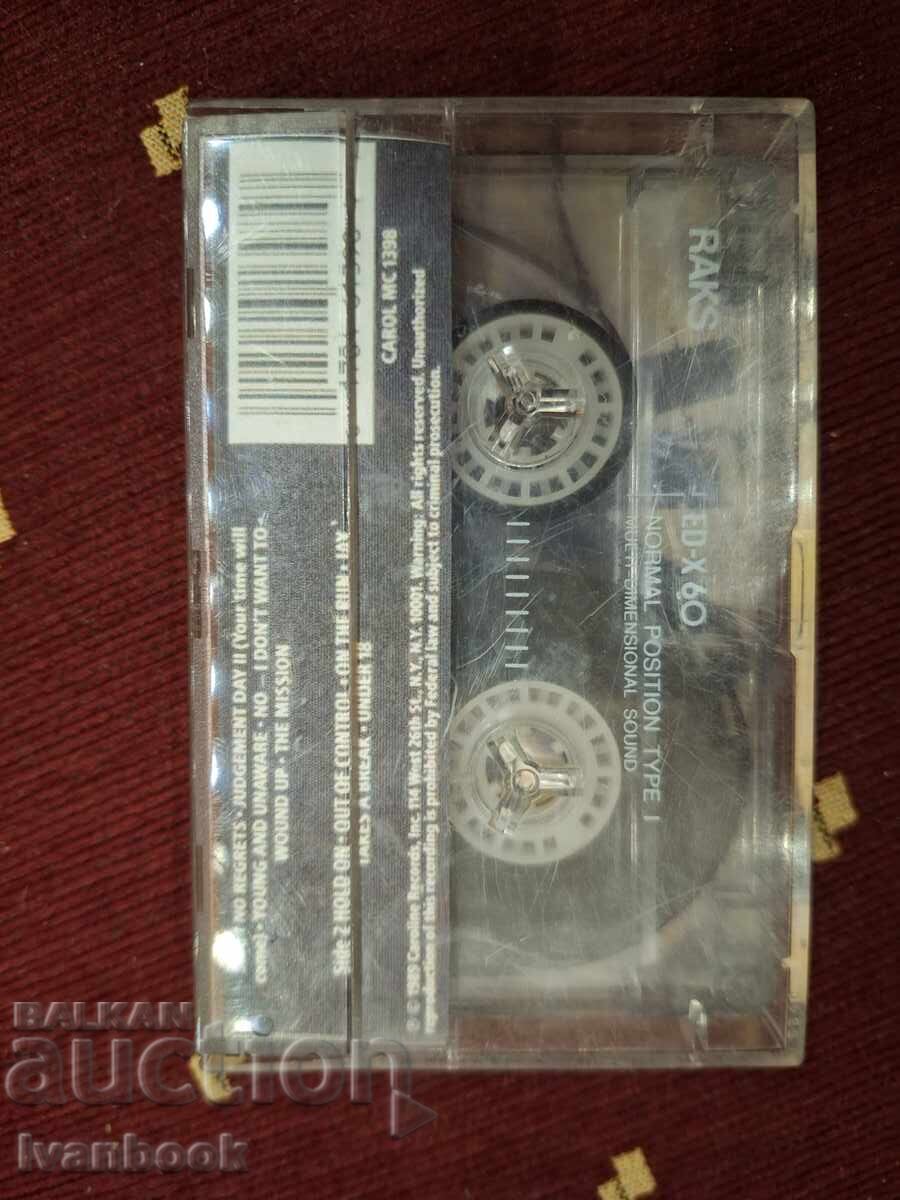 NO REGRETS • JUDGEMENT DAY II (Your time will
come) • YOUNG AND UNAWARE • NO • I DON'T WANT TO •
WOUND UP • THE MISSION
Side 2 HOLD ON • OUT OF CONTROL • ON THE RUN • JAY
TAKES A BREAK • UNDER 18
© ℗ 1989 Caroline Records, Inc. 114 West 26th St., N.Y., N.Y. 10001. Warning: All rights reserved. Unauthorized
reproduction of this recording is prohibited by Federal law and subject to criminal prosecution.
CAROL MC 1398
RAKS
ED-X 60
NORMAL POSITION TYPE I
MULTI-DIMENSIONAL SOUND
BALKAN
auction
Ivanbook